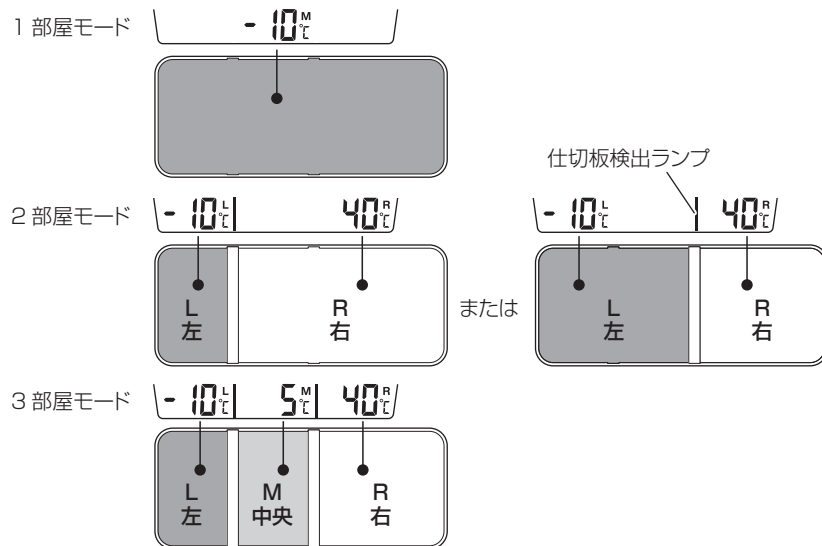 1 部屋モード
- 10 M ℃
仕切板検出ランプ
2 部屋モード
- 10 L ℃ 40 R ℃
- 10 L ℃ 40 R ℃
L 左
R 右
または
L 左
R 右
3 部屋モード
- 10 L ℃ 5 M ℃ 40 R ℃
L 左
M 中央
R 右